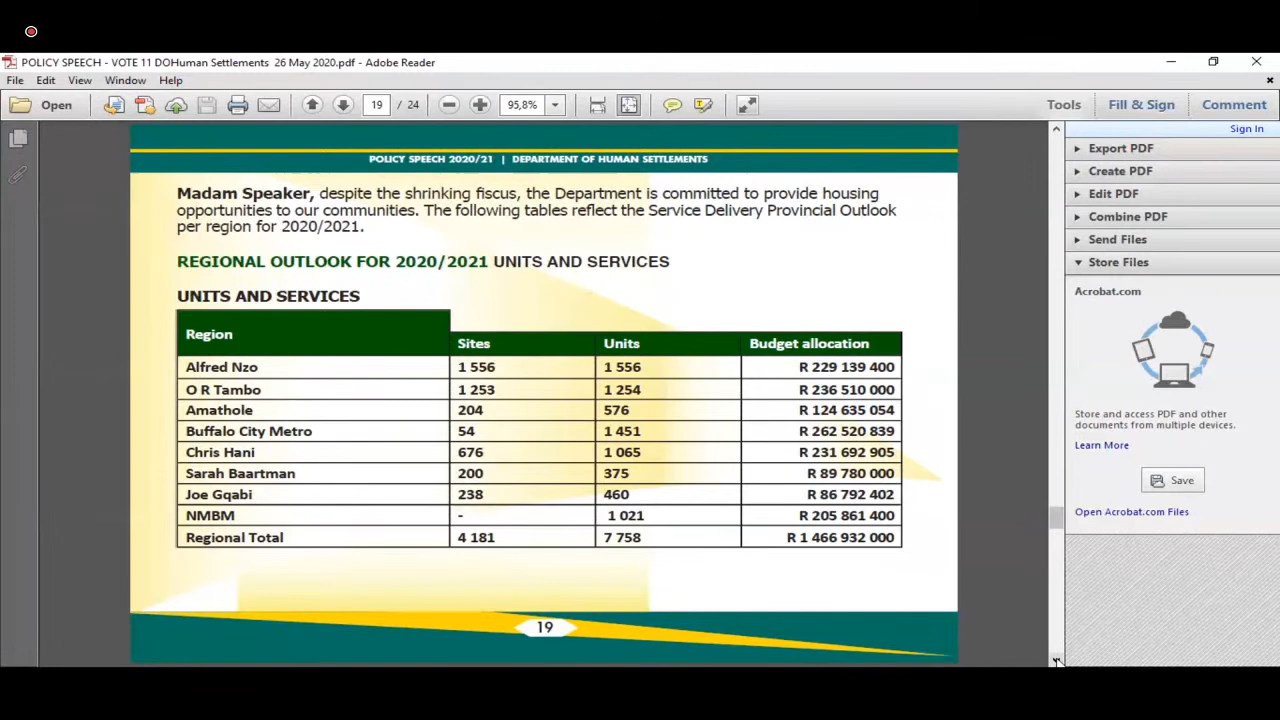 POLICY SPEECH - VOTE 11 DOHuman Settlements 26 May 2020.pdf - Adobe Reader
File Edit View Window Help
Open 19 / 24 95,8% Tools Fill & Sign Comment
Sign In
POLICY SPEECH 2020/21 | DEPARTMENT OF HUMAN SETTLEMENTS
Madam Speaker, despite the shrinking fiscus, the Department is committed to provide housing
opportunities to our communities. The following tables reflect the Service Delivery Provincial Outlook
per region for 2020/2021.
REGIONAL OUTLOOK FOR 2020/2021 UNITS AND SERVICES
UNITS AND SERVICES
Region Sites Units Budget allocation
Alfred Nzo 1 556 1 556 R 229 139 400
O R Tambo 1 253 1 254 R 236 510 000
Amathole 204 576 R 124 635 054
Buffalo City Metro 54 1 451 R 262 520 839
Chris Hani 676 1 065 R 231 692 905
Sarah Baartman 200 375 R 89 780 000
Joe Gqabi 238 460 R 86 792 402
NMBM - 1 021 R 205 861 400
Regional Total 4 181 7 758 R 1 466 932 000
19
Export PDF
Create PDF
Edit PDF
Combine PDF
Send Files
Store Files
Acrobat.com
Store and access PDF and other
documents from multiple devices.
Learn More
Save
Open Acrobat.com Files